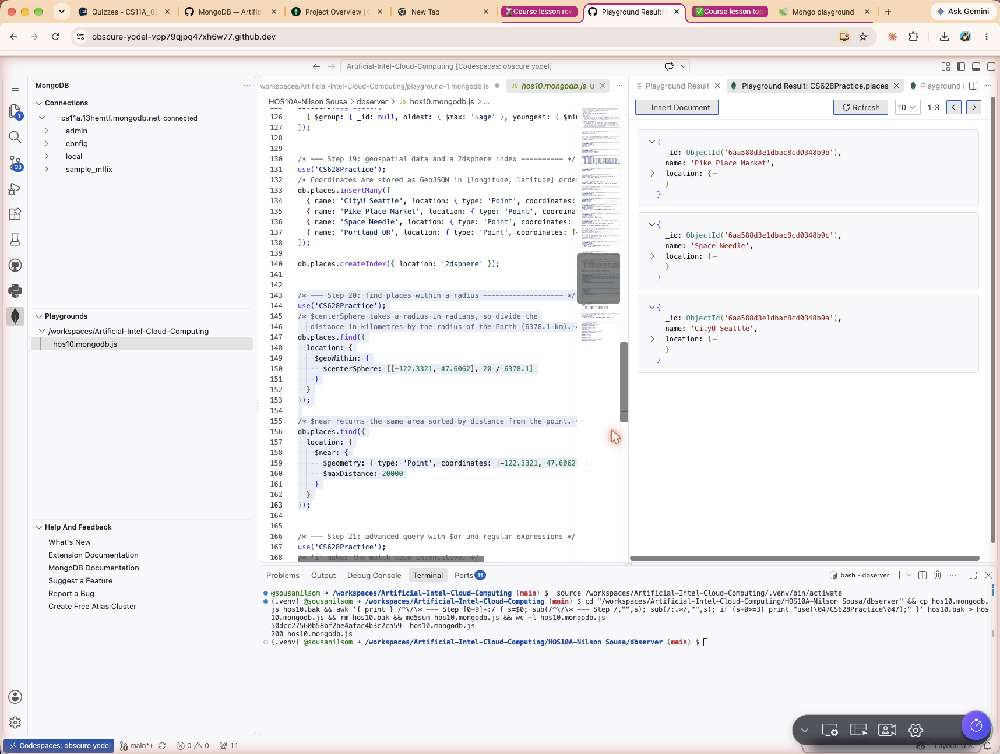 Quizzes - CS11A_02
MongoDB — Artific
Project Overview |
New Tab
⌛Course lesson rev
Playground Result:
✅Course lesson top
Mongo playground
Ask Gemini
obscure-yodel-vpp79qjpq47xh6w77.github.dev
Artificial-Intel-Cloud-Computing [Codespaces: obscure yodel]
MongoDB
Connections
cs11a.13hemtf.mongodb.net connected
admin
config
local
sample_mflix
1
33
Playgrounds
/workspaces/Artificial-Intel-Cloud-Computing
hos10.mongodb.js
Help And Feedback
What's New
Extension Documentation
MongoDB Documentation
Suggest a Feature
Report a Bug
Create Free Atlas Cluster
workspaces/Artificial-Intel-Cloud-Computing/playground-1.mongodb.js
JS hos10.mongodb.js U
HOS10A-Nilson Sousa > dbserver > JS hos10.mongodb.js > ...
126 { $group: { _id: null, oldest: { $max: '$age' }, youngest: { $min
127 ]);
128
129
130 /* --- Step 19: geospatial data and a 2dsphere index ---------- */
131 use('CS628Practice');
132 /* Coordinates are stored as GeoJSON in [longitude, latitude] orde
133 db.places.insertMany([
134 { name: 'CityU Seattle', location: { type: 'Point', coordinates:
135 { name: 'Pike Place Market', location: { type: 'Point', coordina
136 { name: 'Space Needle', location: { type: 'Point', coordinates:
137 { name: 'Portland OR', location: { type: 'Point', coordinates: [-
138 ]);
139
140 db.places.createIndex({ location: '2dsphere' });
141
142
143 /* --- Step 20: find places within a radius ------------------- */
144 use('CS628Practice');
145 /* $centerSphere takes a radius in radians, so divide the
146 distance in kilometres by the radius of the Earth (6378.1 km).
147 db.places.find({
148 location: {
149 $geoWithin: {
150 $centerSphere: [[-122.3321, 47.6062], 20 / 6378.1]
151 }
152 }
153 });
154
155 /* $near returns the same area sorted by distance from the point.
156 db.places.find({
157 location: {
158 $near: {
159 $geometry: { type: 'Point', coordinates: [-122.3321, 47.6062] },
160 $maxDistance: 20000
161 }
162 }
163 });
164
165
166 /* --- Step 21: advanced query with $or and regular expressions */
167 use('CS628Practice');
168 /* 'i' makes the match case insensitive. */
Playground Result
Playground Result: CS628Practice.places
Playground
Insert Document
Refresh
10
1-3
{
_id: ObjectId('6aa588d3e1dbac8cd0348b9b'),
name: 'Pike Place Market',
location: {
}
}
{
_id: ObjectId('6aa588d3e1dbac8cd0348b9c'),
name: 'Space Needle',
location: {
}
}
{
_id: ObjectId('6aa588d3e1dbac8cd0348b9a'),
name: 'CityU Seattle',
location: {
}
}
Problems Output Debug Console Terminal Ports 11
bash - dbserver
@sousanilsom → /workspaces/Artificial-Intel-Cloud-Computing (main) $ source /workspaces/Artificial-Intel-Cloud-Computing/.venv/bin/activate
(.venv) @sousanilsom → /workspaces/Artificial-Intel-Cloud-Computing (main) $ cd "/workspaces/Artificial-Intel-Cloud-Computing/HOS10A-Nilson Sousa/dbserver" && cp hos10.mongodb.
js hos10.bak && awk '{ print } /^\/\* --- Step [0-9]+:/ { s=$0; sub(/^\/\* --- Step /,"",s); sub(/:.*/,"",s); if (s+0>=3) print "use(\047CS628Practice\047);" }' hos10.bak > hos
10.mongodb.js && rm hos10.bak && md5sum hos10.mongodb.js && wc -l hos10.mongodb.js
50dcc27560b58bf2be4afac4b3c2ca59 hos10.mongodb.js
200 hos10.mongodb.js
(.venv) @sousanilsom → /workspaces/Artificial-Intel-Cloud-Computing/HOS10A-Nilson Sousa/dbserver (main) $
Codespaces: obscure yodel
main*+
0 0
11
Layout: U.S.